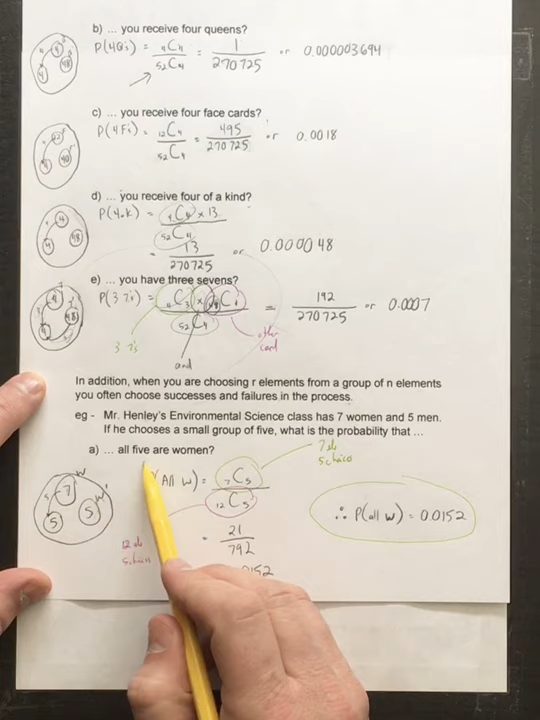 b) ... you receive four queens?
P(4Q's) = 4C4 / 52C4 = 1 / 270725 or 0.000003694
c) ... you receive four face cards?
P(4F's) = 12C4 / 52C4 = 495 / 270725 or 0.0018
d) ... you receive four of a kind?
P(4ok) = 4C4 x 13 / 52C4
= 13 / 270725 or 0.000048
e) ... you have three sevens?
P(3 7's) = 4C3 x 48C1 / 52C4 = 192 / 270725 or 0.0007
3 7's
and
other card
In addition, when you are choosing r elements from a group of n elements
you often choose successes and failures in the process.
eg - Mr. Henley's Environmental Science class has 7 women and 5 men.
If he chooses a small group of five, what is the probability that ...
a) ... all five are women?
7
W
5
5
W'
(All W) = 7C5 / 12C5
= 21 / 792
0152
∴ P(all W) = 0.0152